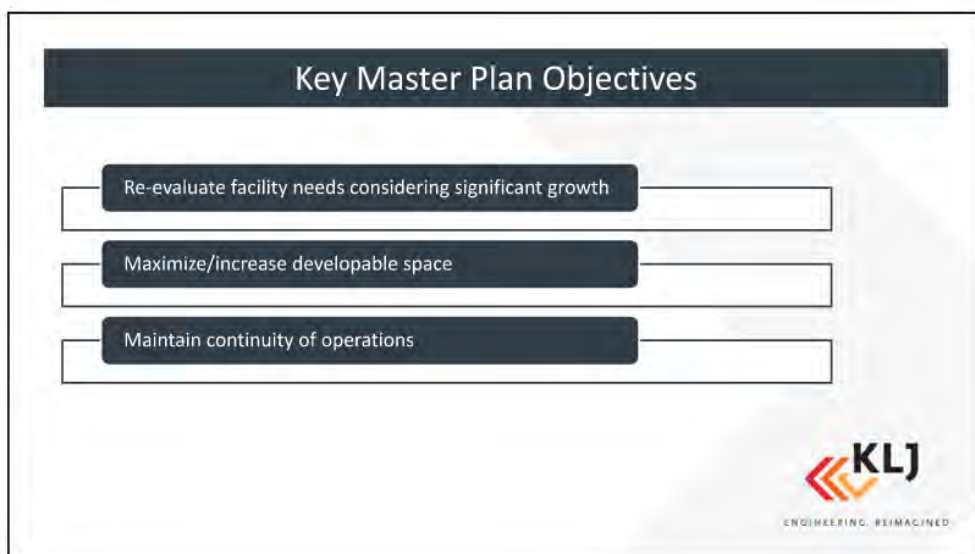 Key Master Plan Objectives
Re-evaluate facility needs considering significant growth
Maximize/increase developable space
Maintain continuity of operations
KLJ
ENGINEERING, REIMAGINED